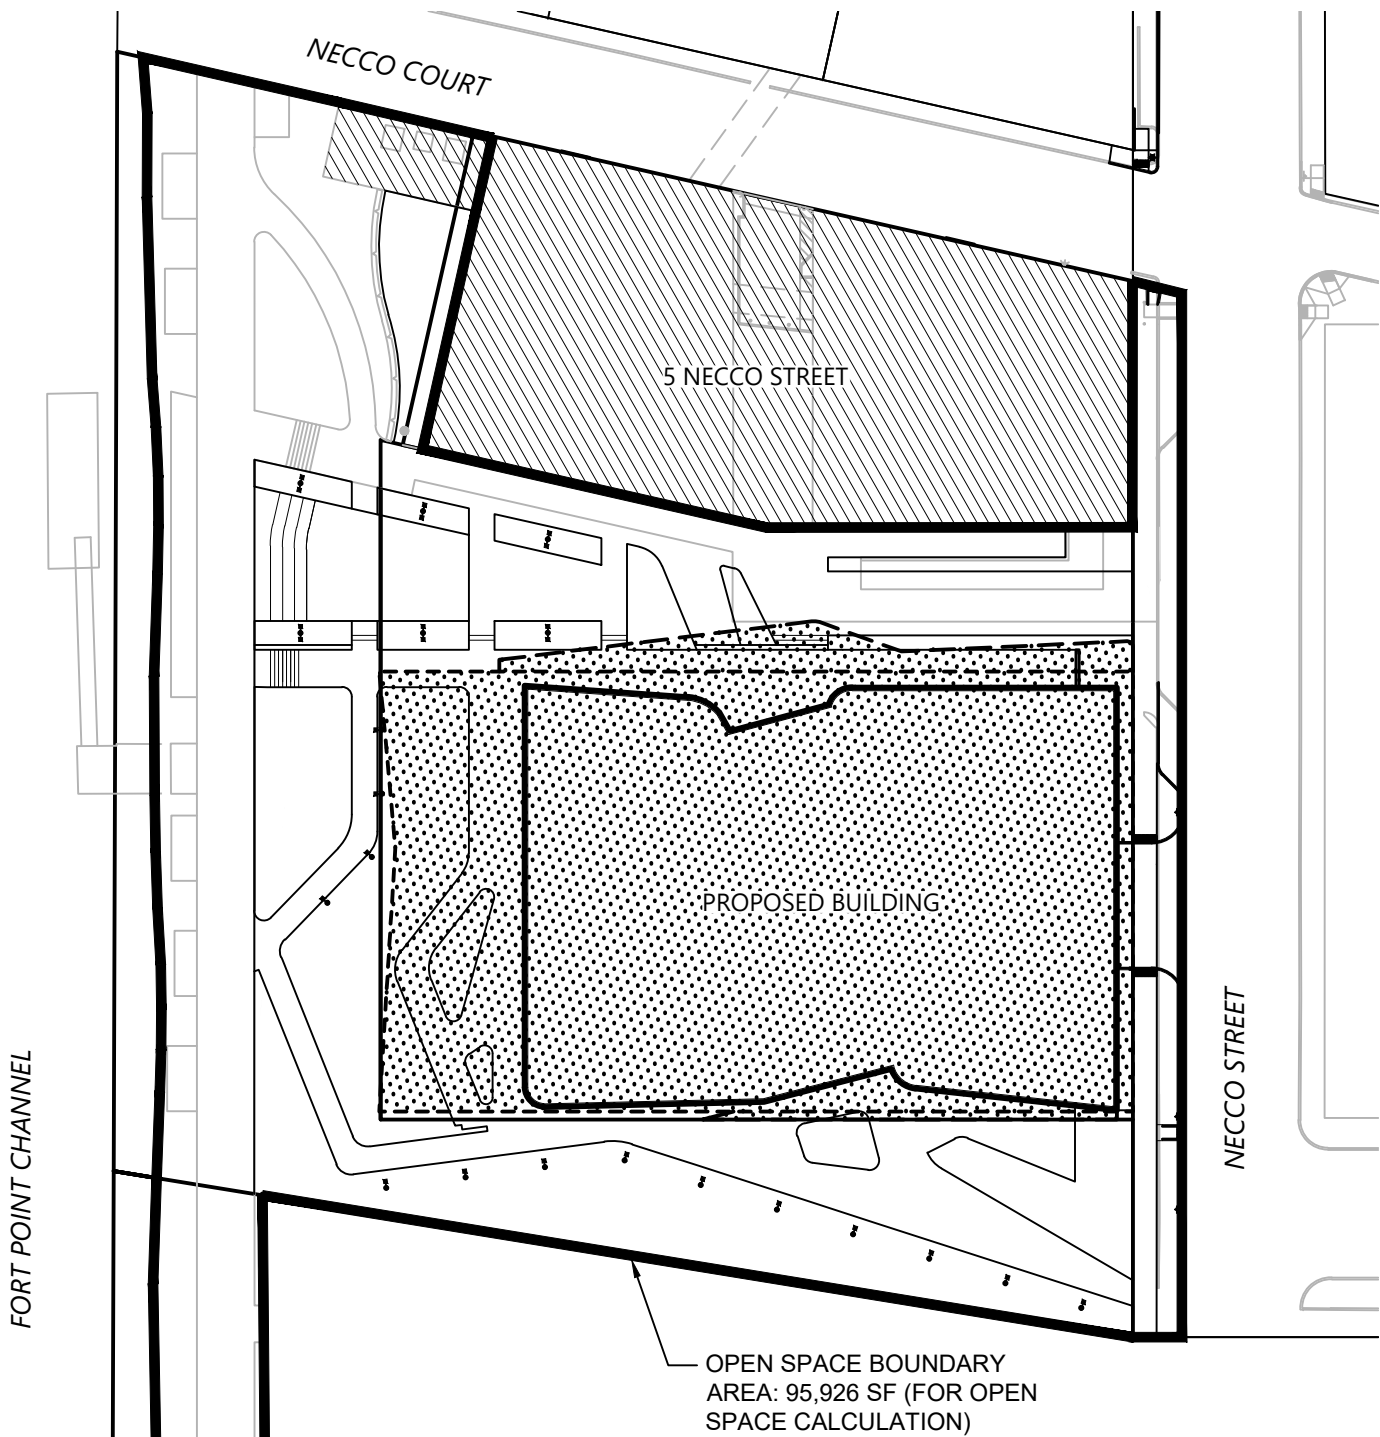 NECCO COURT
5 NECCO STREET
PROPOSED BUILDING
NECCO STREET
FORT POINT CHANNEL
OPEN SPACE BOUNDARY
AREA: 95,926 SF (FOR OPEN
SPACE CALCULATION)